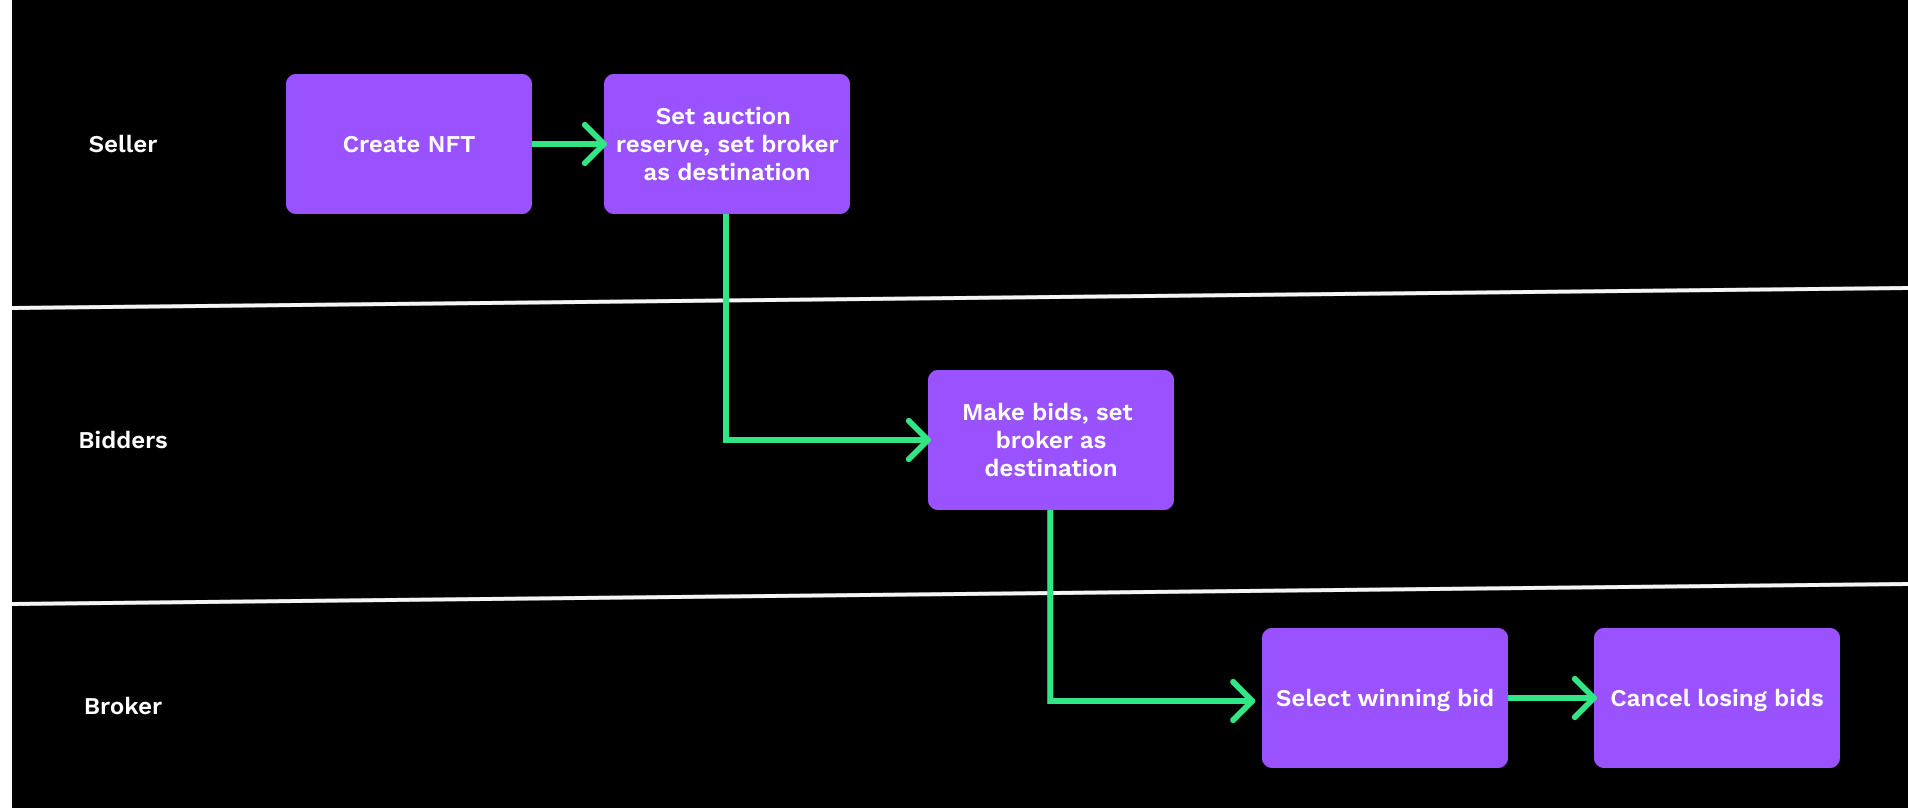 Seller
Create NFT
Set auction
reserve, set broker
as destination
Bidders
Make bids, set
broker as
destination
Broker
Select winning bid
Cancel losing bids